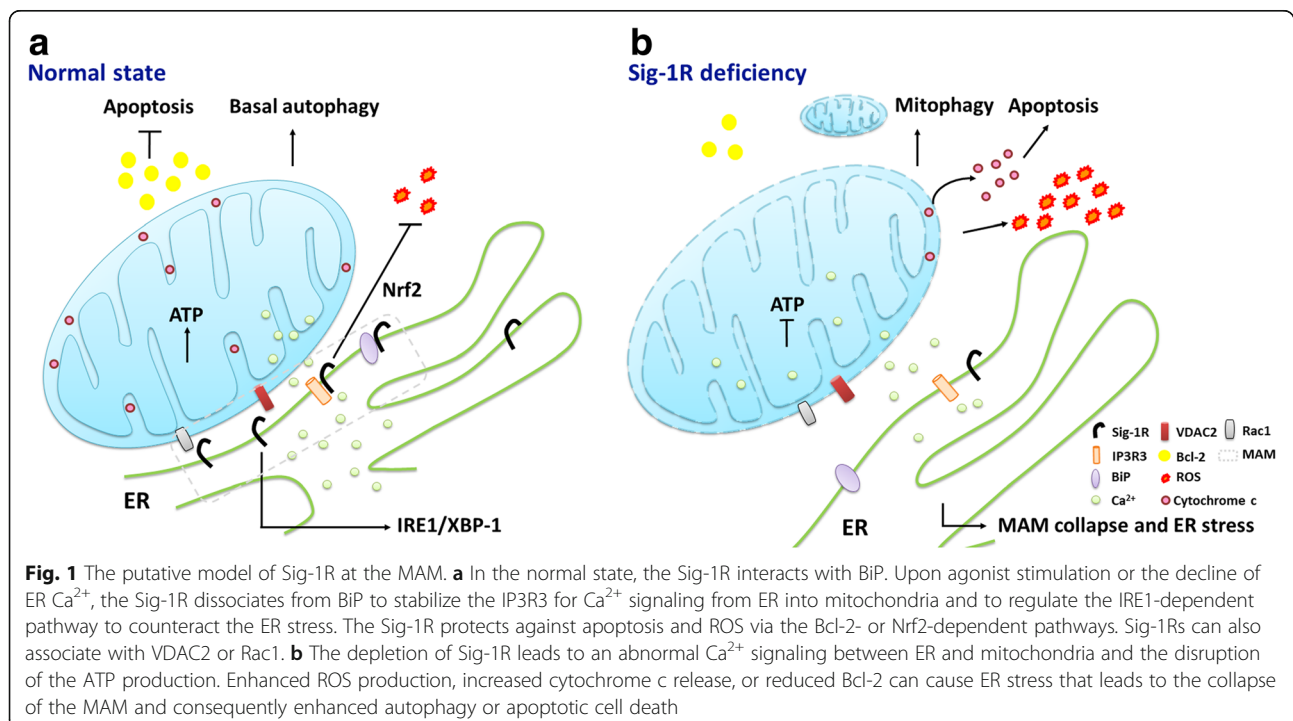 a
Normal state
Apoptosis
Basal autophagy
Nrf2
ATP
ER
IRE1/XBP-1
b
Sig-1R deficiency
Mitophagy
Apoptosis
ATP
ER
MAM collapse and ER stress
Sig-1R
VDAC2
Rac1
IP3R3
Bcl-2
MAM
BiP
ROS
Ca²⁺
Cytochrome c
Fig. 1 The putative model of Sig-1R at the MAM. a In the normal state, the Sig-1R interacts with BiP. Upon agonist stimulation or the decline of
ER Ca²⁺, the Sig-1R dissociates from BiP to stabilize the IP3R3 for Ca²⁺ signaling from ER into mitochondria and to regulate the IRE1-dependent
pathway to counteract the ER stress. The Sig-1R protects against apoptosis and ROS via the Bcl-2- or Nrf2-dependent pathways. Sig-1Rs can also
associate with VDAC2 or Rac1. b The depletion of Sig-1R leads to an abnormal Ca²⁺ signaling between ER and mitochondria and the disruption
of the ATP production. Enhanced ROS production, increased cytochrome c release, or reduced Bcl-2 can cause ER stress that leads to the collapse
of the MAM and consequently enhanced autophagy or apoptotic cell death